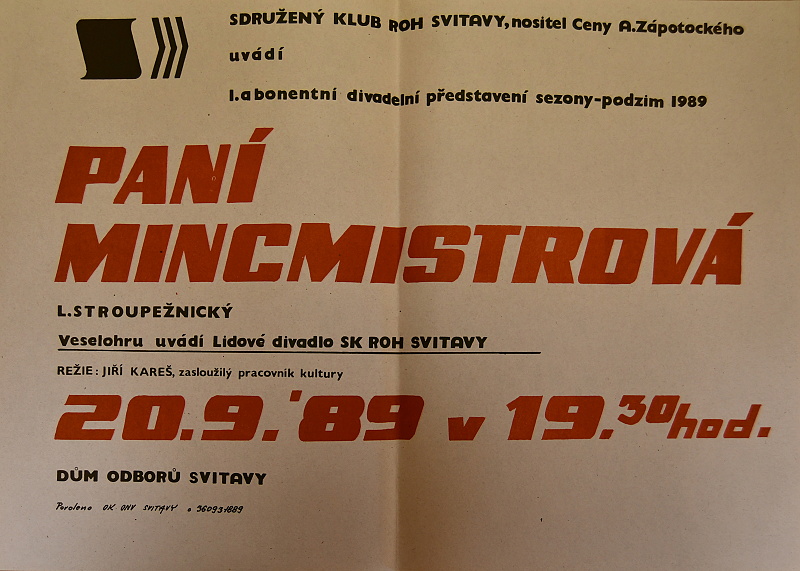 SDRUŽENÝ KLUB ROH SVITAVY, nositel Ceny A.Zápotockého
uvádí
I.abonentní divadelní představení sezony-podzim 1989
PANÍ
MINCMISTROVÁ
L.STROUPEŽNICKÝ
Veselohru uvádí Lidové divadlo SK ROH SVITAVY
REŽIE: JIŘÍ KAREŠ, zasloužilý pracovník kultury
20.9.'89 v 19.30 hod.
DŮM ODBORŮ SVITAVY
Povoleno OK ONV SVITAVY